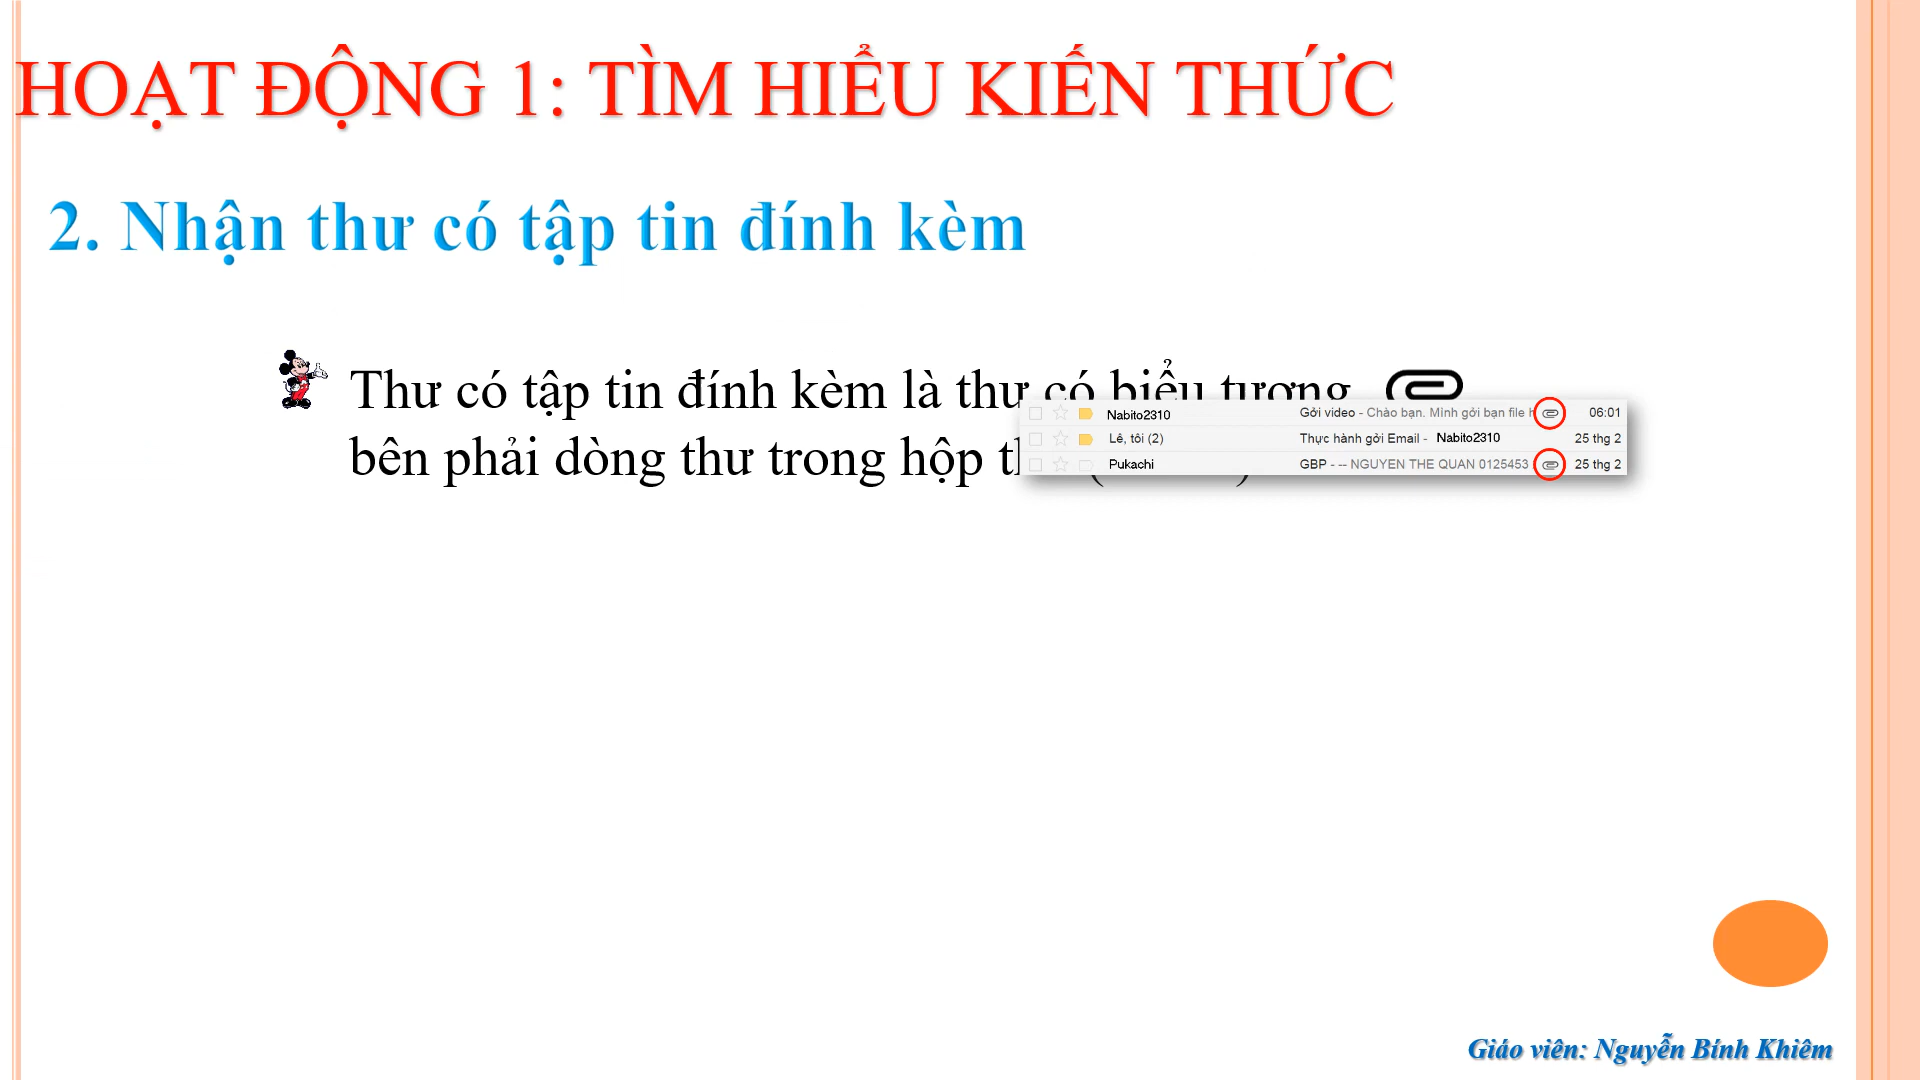 HOẠT ĐỘNG 1: TÌM HIỂU KIẾN THỨC
2. Nhận thư có tập tin đính kèm
Thư có tập tin đính kèm là thư có biểu tượng
bên phải dòng thư trong hộp
Nabito2310 Gởi video - Chào bạn. Mình gởi bạn file 06:01
Lê, tôi (2) Thực hành gởi Email - Nabito2310 25 thg 2
Pukachi GBP - -- NGUYEN THE QUAN 0125453 25 thg 2
Giáo viên: Nguyễn Bính Khiêm